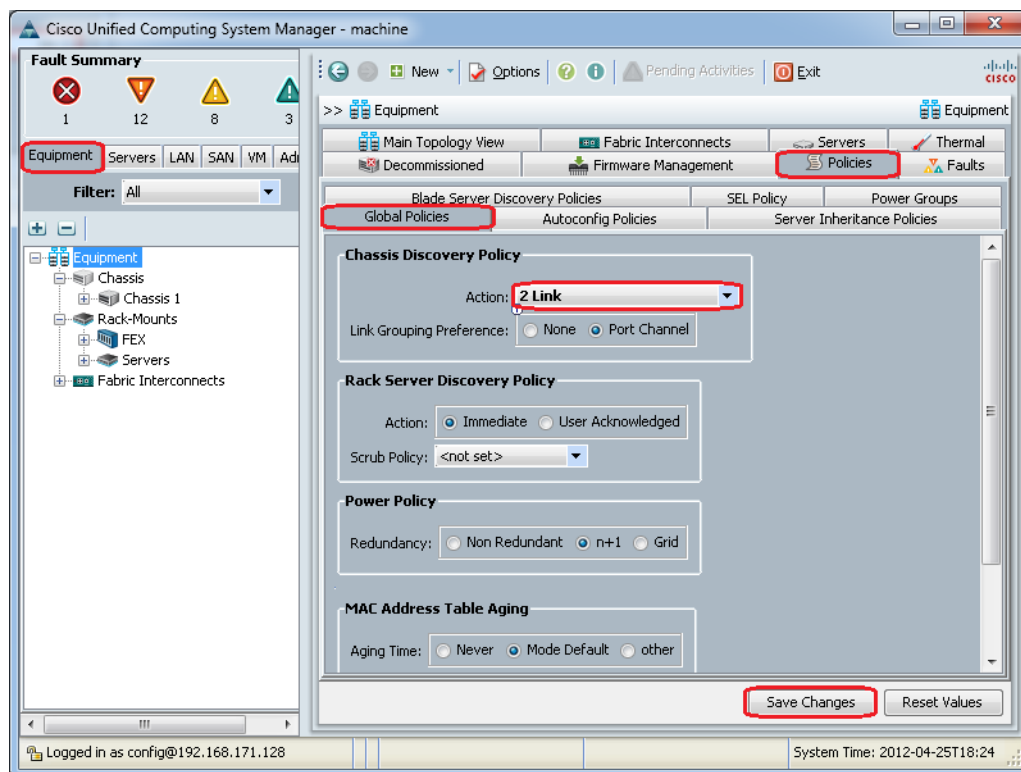 Cisco Unified Computing System Manager - machine
Fault Summary
1 12 8 3
Equipment Servers LAN SAN VM Adı
Filter: All
Equipment
Chassis
Chassis 1
Rack-Mounts
FEX
Servers
Fabric Interconnects
New Options Pending Activities Exit
CISCO
>> Equipment Equipment
Main Topology View Fabric Interconnects Servers Thermal
Decommissioned Firmware Management Policies Faults
Blade Server Discovery Policies SEL Policy Power Groups
Global Policies Autoconfig Policies Server Inheritance Policies
Chassis Discovery Policy
Action: 2 Link
Link Grouping Preference: None Port Channel
Rack Server Discovery Policy
Action: Immediate User Acknowledged
Scrub Policy: <not set>
Power Policy
Redundancy: Non Redundant n+1 Grid
MAC Address Table Aging
Aging Time: Never Mode Default other
Save Changes Reset Values
Logged in as config@192.168.171.128 System Time: 2012-04-25T18:24